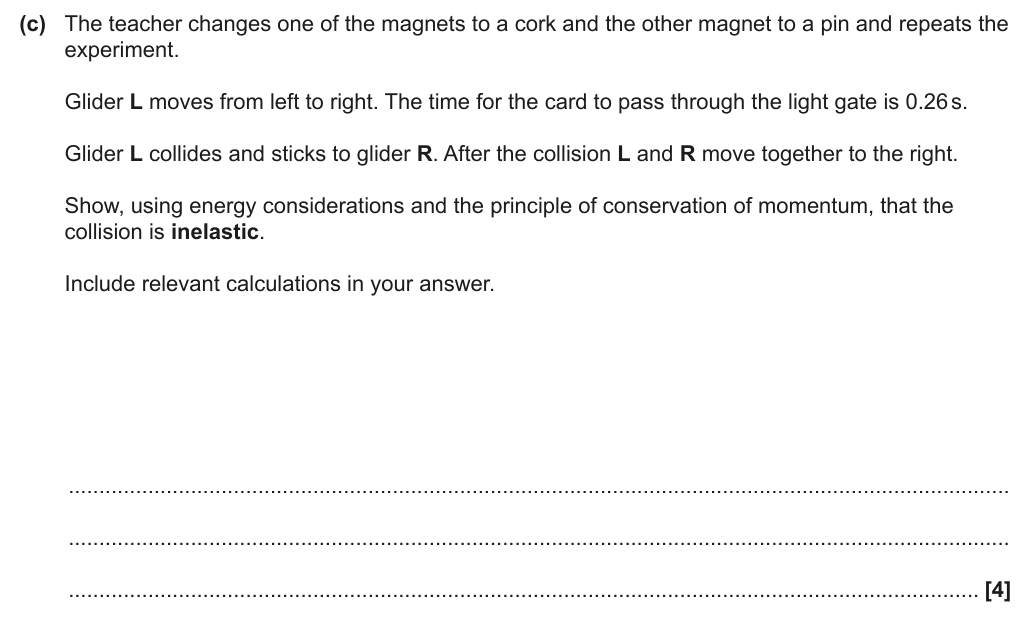 (c) The teacher changes one of the magnets to a cork and the other magnet to a pin and repeats the
experiment.
Glider L moves from left to right. The time for the card to pass through the light gate is 0.26 s.
Glider L collides and sticks to glider R. After the collision L and R move together to the right.
Show, using energy considerations and the principle of conservation of momentum, that the
collision is inelastic.
Include relevant calculations in your answer.
[4]